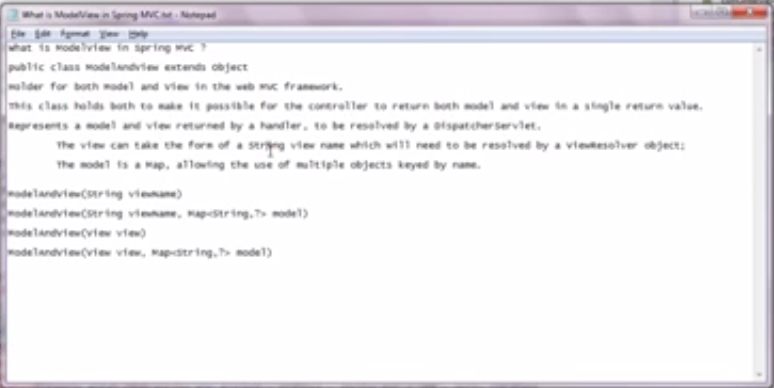 What is ModelView in Spring MVC.txt - Notepad
File Edit Format View Help
What is ModelView in Spring MVC ?
public class ModelAndView extends Object
Holder for both Model and View in the web MVC framework.
This class holds both to make it possible for the controller to return both model and view in a single return value.
Represents a model and view returned by a handler, to be resolved by a DispatcherServlet.
The view can take the form of a String view name which will need to be resolved by a ViewResolver object;
The model is a Map, allowing the use of multiple objects keyed by name.
ModelAndView(String viewName)
ModelAndView(String viewName, Map<String,?> model)
ModelAndView(View view)
ModelAndView(View view, Map<String,?> model)